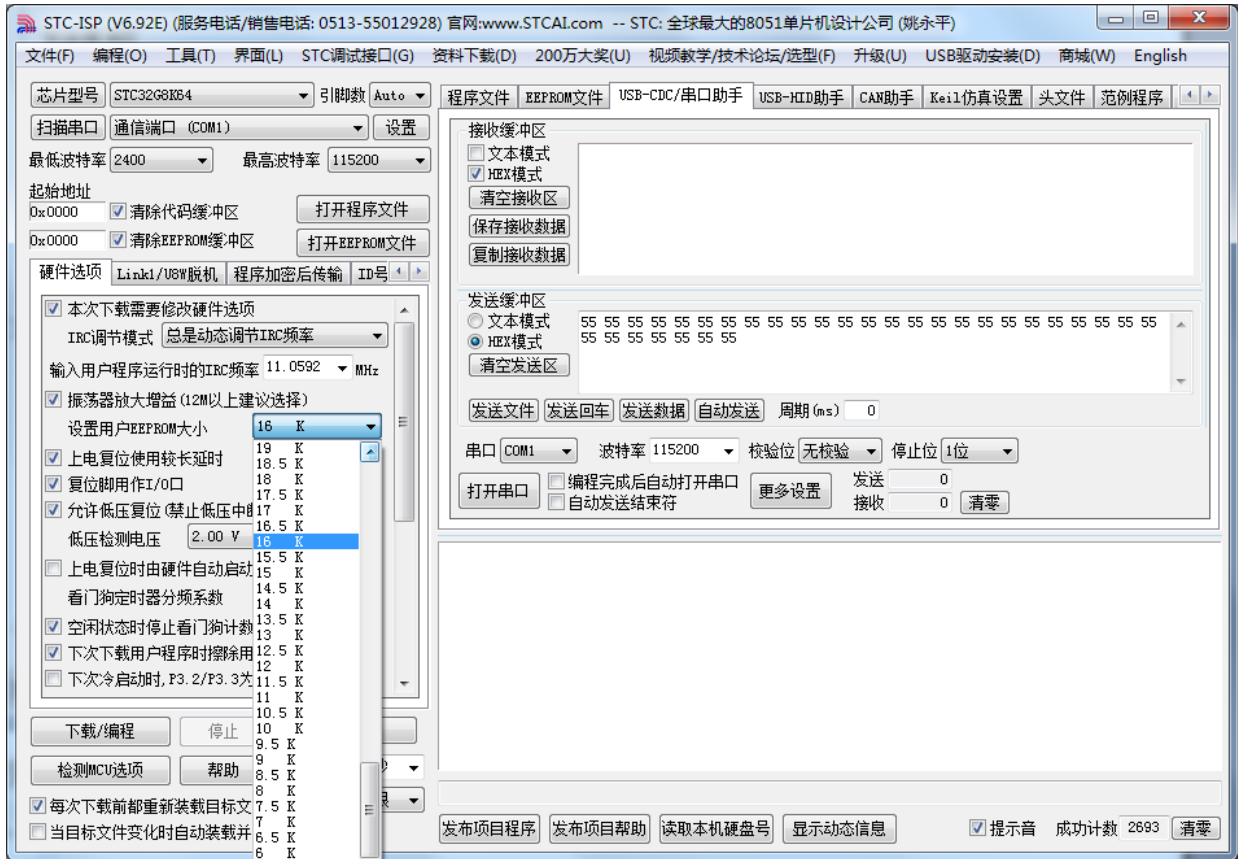 STC-ISP (V6.92E) (服务电话/销售电话: 0513-55012928) 官网:www.STCAI.com -- STC: 全球最大的8051单片机设计公司 (姚永平)
文件(F) 编程(O) 工具(T) 界面(L) STC调试接口(G) 资料下载(D) 200万大奖(U) 视频教学/技术论坛/选型(F) 升级(U) USB驱动安装(D) 商城(W) English
芯片型号 STC32G8K64 引脚数 Auto
扫描串口 通信端口 (COM1) 设置
最低波特率 2400 最高波特率 115200
起始地址
0x0000 清除代码缓冲区 打开程序文件
0x0000 清除EEPROM缓冲区 打开EEPROM文件
硬件选项 Link1/U8W脱机 程序加密后传输 ID号
本次下载需要修改硬件选项
IRC调节模式 总是动态调节IRC频率
输入用户程序运行时的IRC频率 11.0592 MHz
振荡器放大增益(12M以上建议选择)
设置用户EEPROM大小 16 K
上电复位使用较长延时
复位脚用作I/O口
允许低压复位(禁止低压中
低压检测电压 2.00 V
上电复位时由硬件自动启动
看门狗定时器分频系数
空闲状态时停止看门狗计数
下次下载用户程序时擦除用
下次冷启动时,P3.2/P3.3为
19 K
18.5 K
18 K
17.5 K
17 K
16.5 K
16 K
15.5 K
15 K
14.5 K
14 K
13.5 K
13 K
12.5 K
12 K
11.5 K
11 K
10.5 K
10 K
9.5 K
9 K
8.5 K
8 K
7.5 K
7 K
6.5 K
6 K
下载/编程 停止
检测MCU选项 帮助
每次下载前都重新装载目标文
当目标文件变化时自动装载并
程序文件 EEPROM文件 USB-CDC/串口助手 USB-HID助手 CAN助手 Keil仿真设置 头文件 范例程序
接收缓冲区
文本模式
HEX模式
清空接收区
保存接收数据
复制接收数据
发送缓冲区
文本模式
HEX模式
清空发送区
55 55 55 55 55 55 55 55 55 55 55 55 55 55 55 55 55 55 55 55 55 55 55 55 55
55 55 55 55 55 55 55
发送文件 发送回车 发送数据 自动发送 周期(ms) 0
串口 COM1 波特率 115200 校验位 无校验 停止位 1位
打开串口 编程完成后自动打开串口 更多设置 发送 0
自动发送结束符 接收 0 清零
发布项目程序 发布项目帮助 读取本机硬盘号 显示动态信息 提示音 成功计数 2693 清零